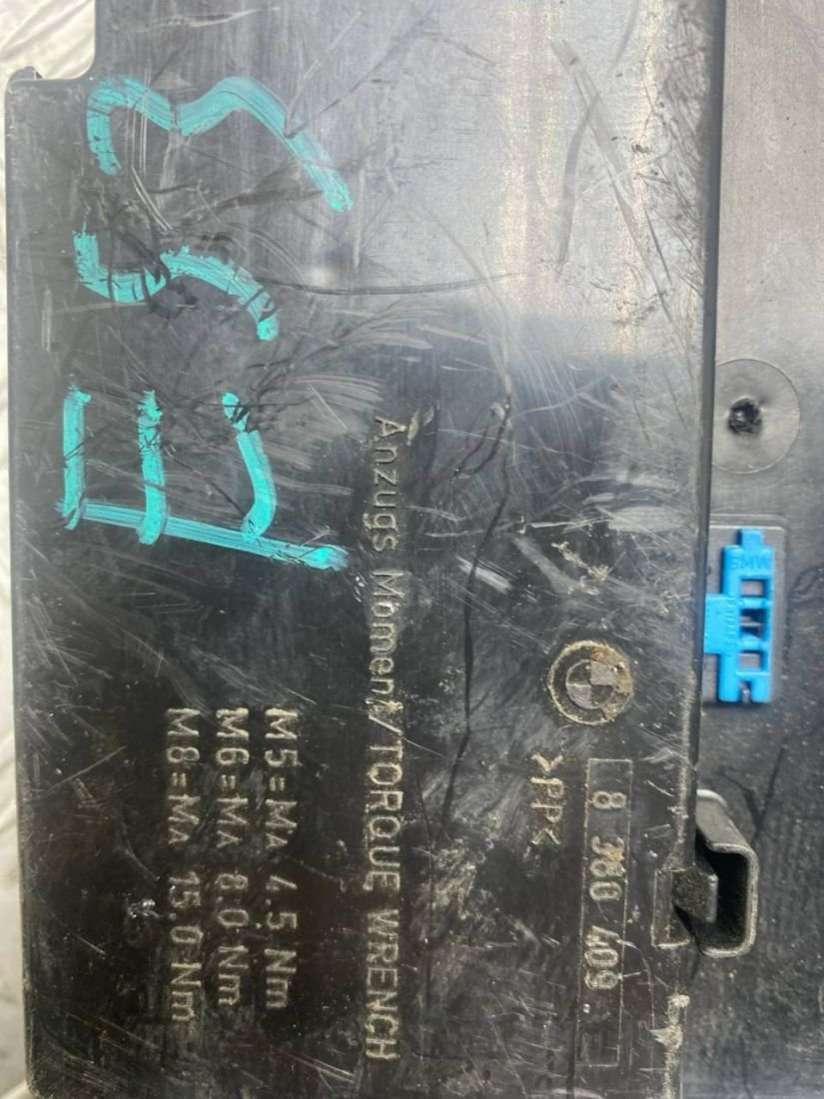 8 380 409
>PP<
Anzugs Moment/TORQUE WRENCH
M5=MA 4.5 Nm
M6=MA 8.0 Nm
M8=MA 15.0 Nm
E53